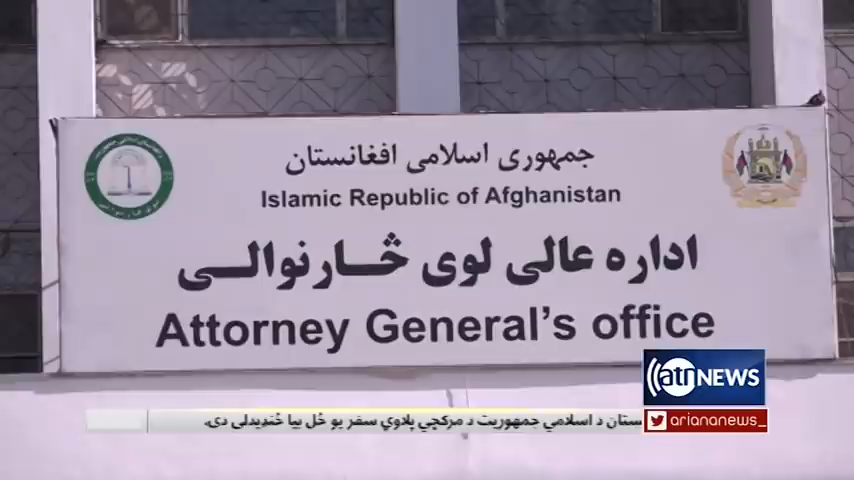 جمهوری اسلامی افغانستان
Islamic Republic of Afghanistan
اداره عالی لوی څارنوالی
Attorney General's office
atn NEWS
ariananews_
ستان د اسلامي جمهوریت د مرکچي پلاوي سفر یو ځل بیا ځنډیدلی دی.